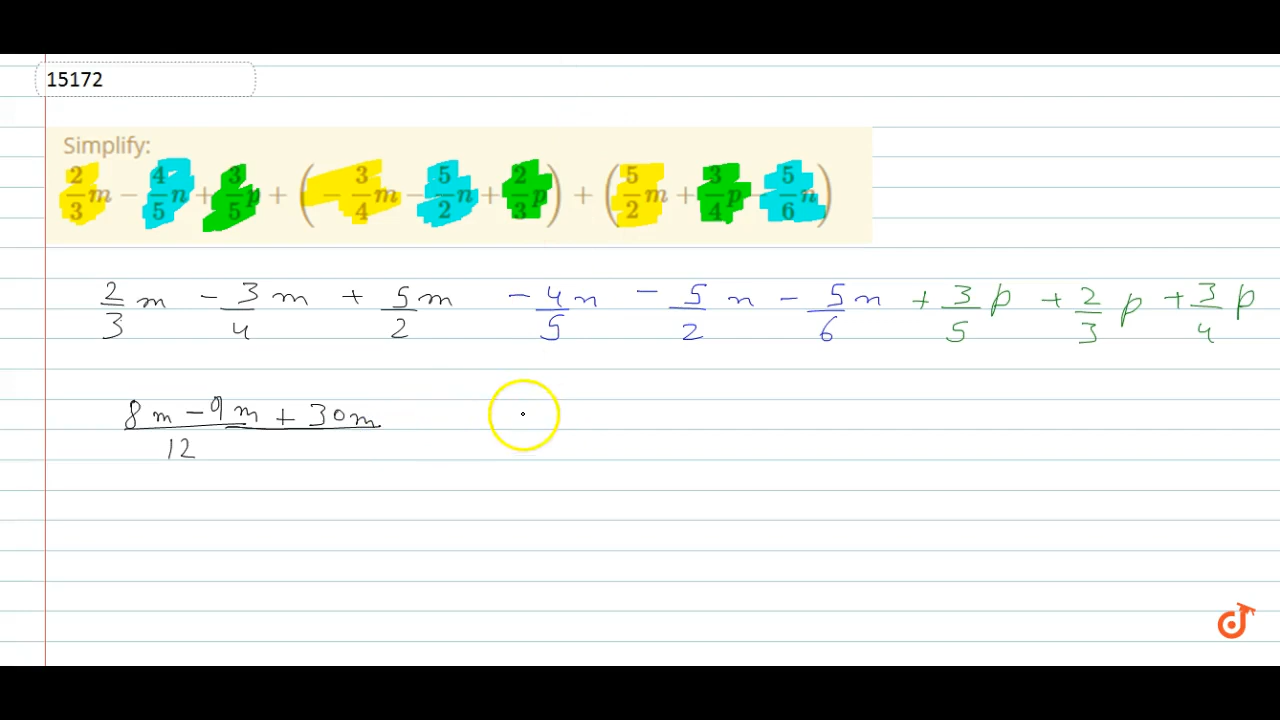 15172
Simplify:
2/3 m − 4/5 n + 3/5 p + ( − 3/4 m − 5/2 n + 2/3 p ) + ( 5/2 m + 3/4 p − 5/6 n )
2/3 m − 3/4 m + 5/2 m − 4/5 n − 5/2 n − 5/6 n + 3/5 p + 2/3 p + 3/4 p
8m − 9m + 30m
12